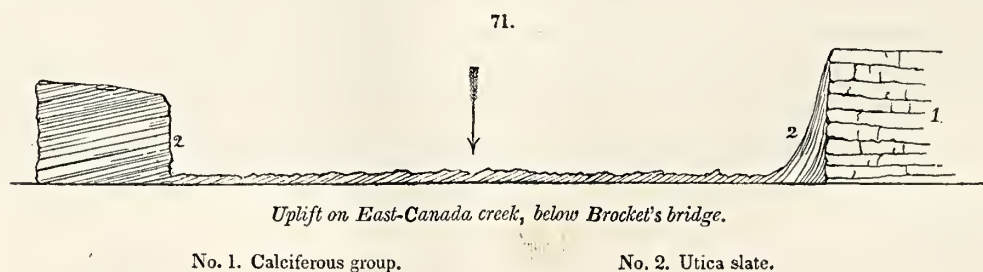 71.
2 2 1.
Uplift on East-Canada creek, below Brocket's bridge.
No. 1. Calciferous group. No. 2. Utica slate.